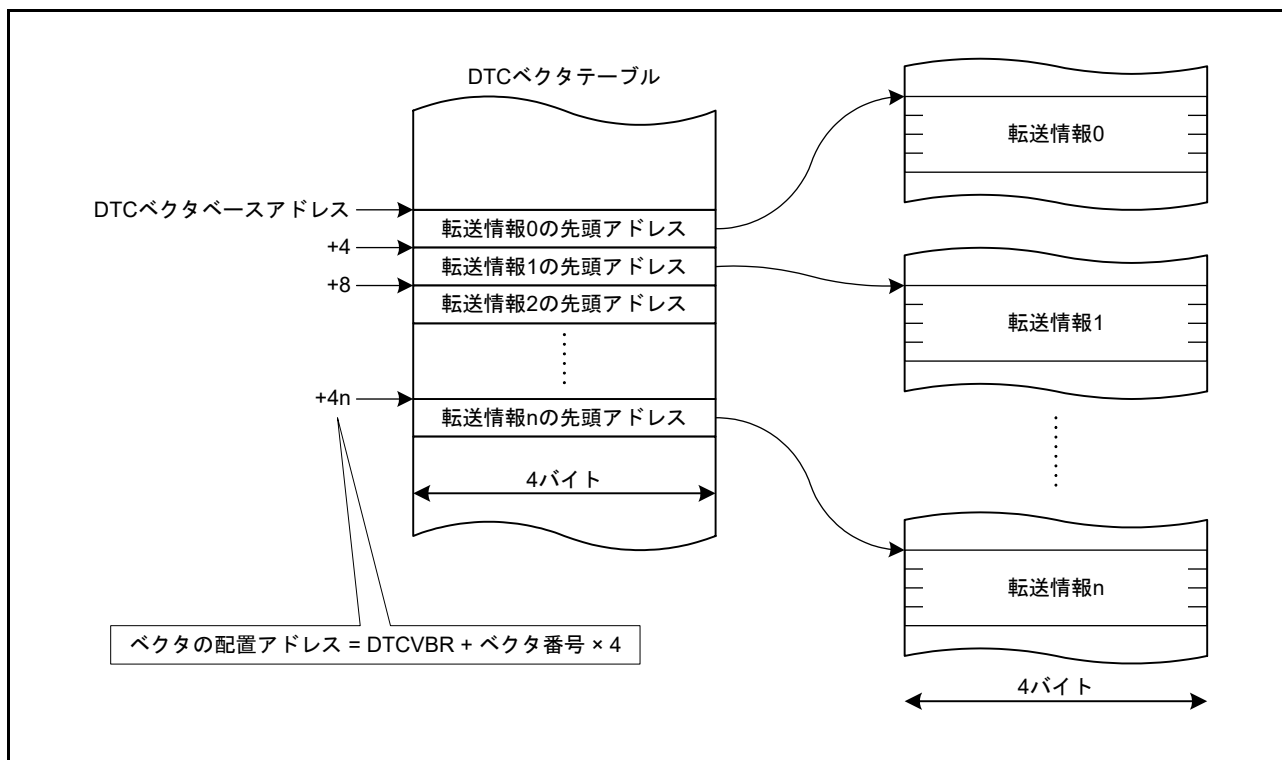 DTCベクタテーブル
DTCベクタベースアドレス
転送情報0の先頭アドレス
+4
転送情報1の先頭アドレス
+8
転送情報2の先頭アドレス
+4n
転送情報nの先頭アドレス
4バイト
ベクタの配置アドレス = DTCVBR + ベクタ番号 × 4
転送情報0
転送情報1
転送情報n
4バイト